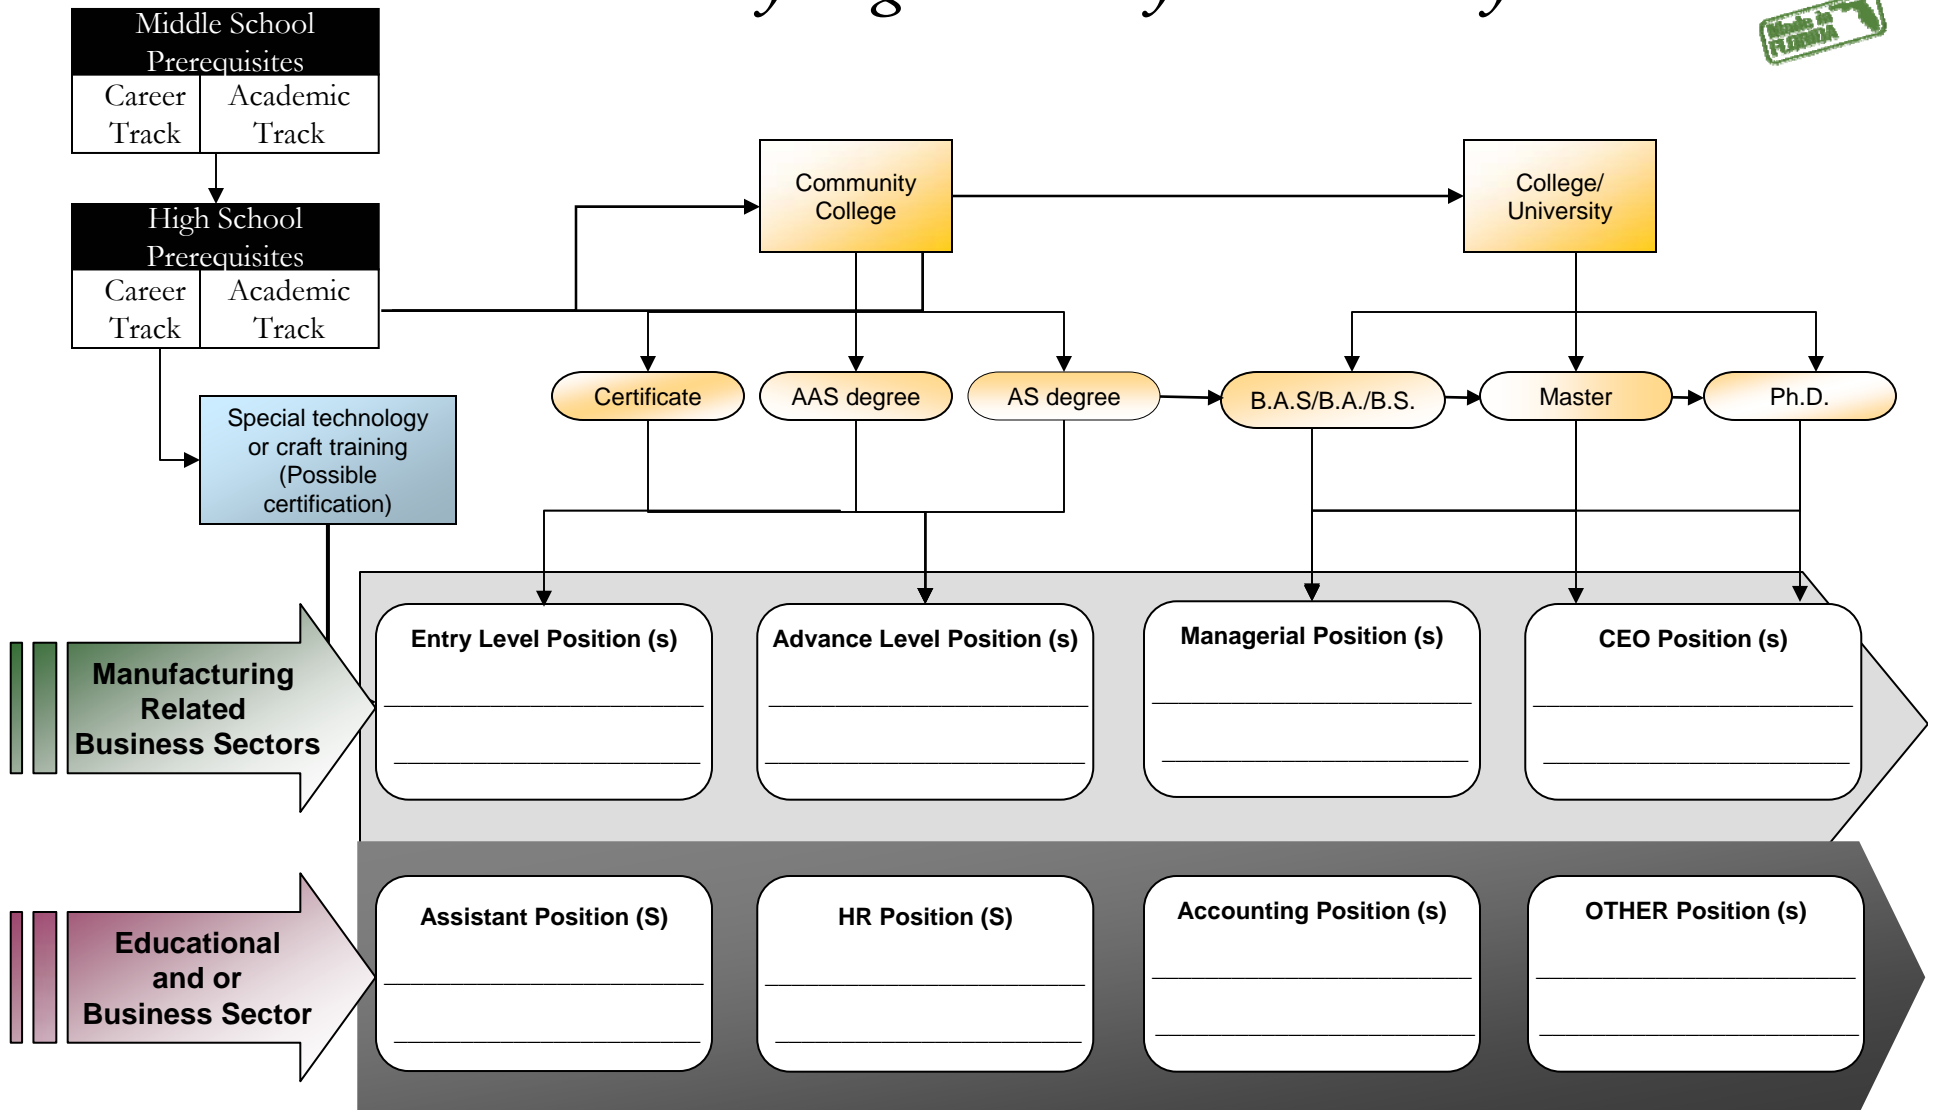 Middle School
Prerequisites
Career
Track
Academic
Track
Made in
FLORIDA
High School
Prerequisites
Career
Track
Academic
Track
Community
College
College/
University
Certificate
AAS degree
AS degree
B.A.S/B.A./B.S.
Master
Ph.D.
Special technology
or craft training
(Possible
certification)
Manufacturing
Related
Business Sectors
Entry Level Position (s)
Advance Level Position (s)
Managerial Position (s)
CEO Position (s)
Educational
and or
Business Sector
Assistant Position (S)
HR Position (S)
Accounting Position (s)
OTHER Position (s)